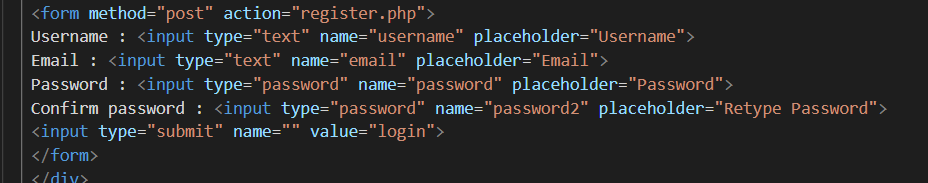 <form method="post" action="register.php">
Username : <input type="text" name="username" placeholder="Username">
Email : <input type="text" name="email" placeholder="Email">
Password : <input type="password" name="password" placeholder="Password">
Confirm password : <input type="password" name="password2" placeholder="Retype Password">
<input type="submit" name="" value="login">
</form>
</div>